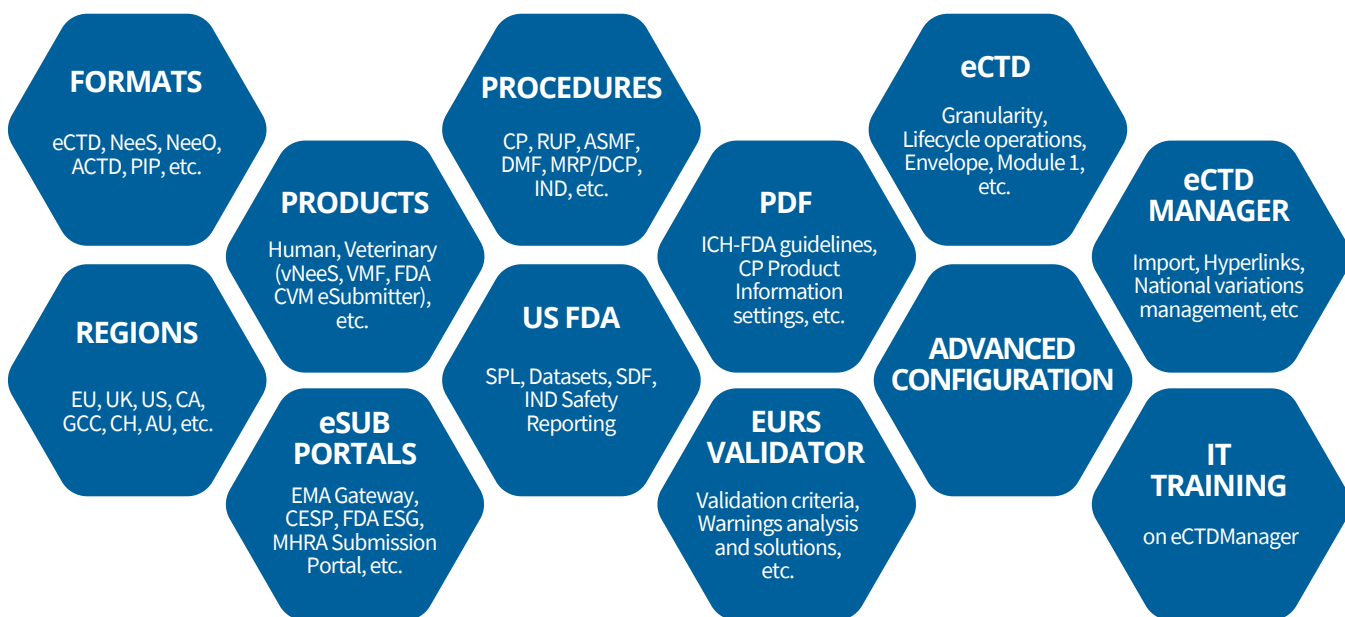 FORMATS
eCTD, NeeS, NeeO,
ACTD, PIP, etc.
REGIONS
EU, UK, US, CA,
GCC, CH, AU, etc.
PRODUCTS
Human, Veterinary
(vNeeS, VMF, FDA
CVM eSubmitter),
etc.
eSUB
PORTALS
EMA Gateway,
CESP, FDA ESG,
MHRA Submission
Portal, etc.
PROCEDURES
CP, RUP, ASMF,
DMF, MRP/DCP,
IND, etc.
US FDA
SPL, Datasets, SDF,
IND Safety
Reporting
PDF
ICH-FDA guidelines,
CP Product
Information
settings, etc.
EURS
VALIDATOR
Validation criteria,
Warnings analysis
and solutions,
etc.
eCTD
Granularity,
Lifecycle operations,
Envelope, Module 1,
etc.
ADVANCED
CONFIGURATION
eCTD
MANAGER
Import, Hyperlinks,
National variations
management, etc
IT
TRAINING
on eCTDManager